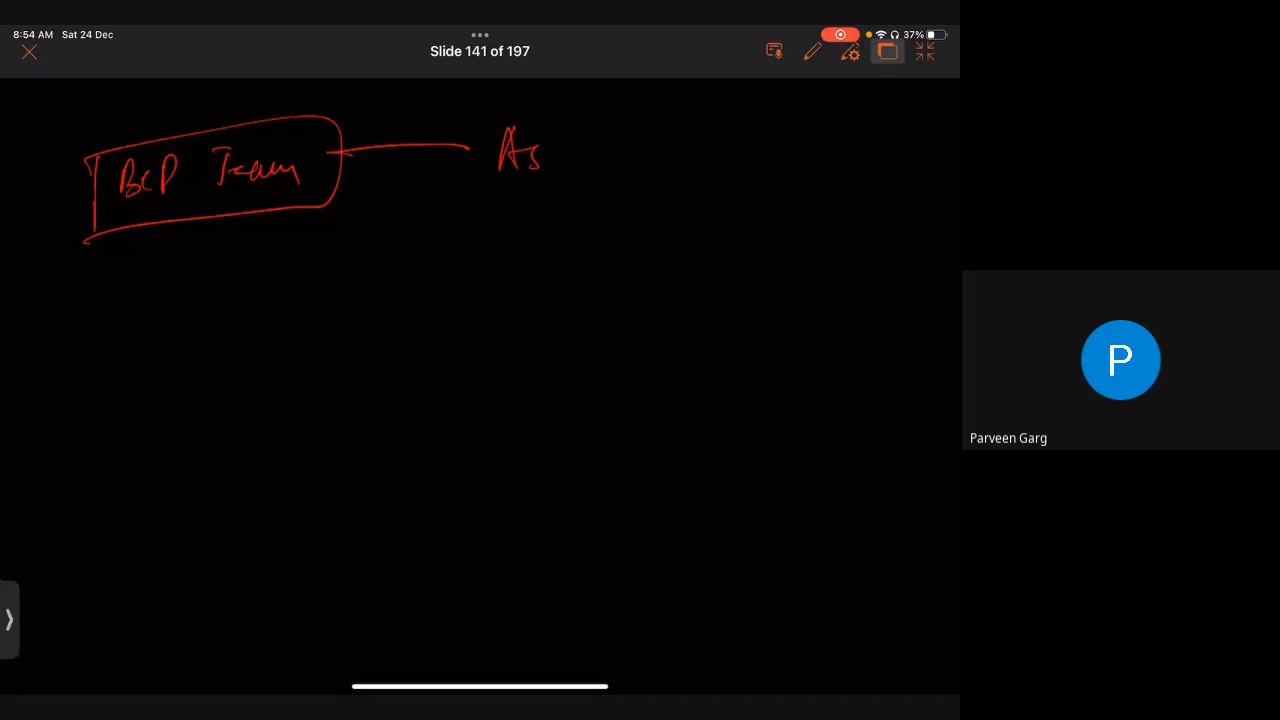 8:54 AM Sat 24 Dec
37%
Slide 141 of 197
BCP Team
As
P
Parveen Garg